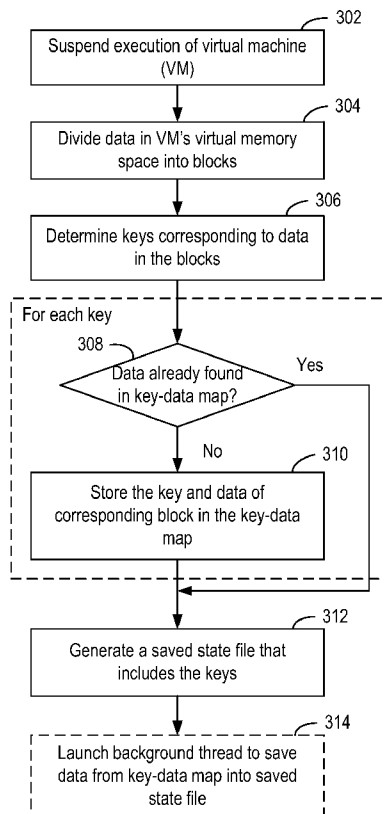 302
Suspend execution of virtual machine
(VM)
304
Divide data in VM's virtual memory
space into blocks
306
Determine keys corresponding to data
in the blocks
For each key
308
Data already found
in key-data map?
Yes
No
310
Store the key and data of
corresponding block in the key-data
map
312
Generate a saved state file that
includes the keys
314
Launch background thread to save
data from key-data map into saved
state file